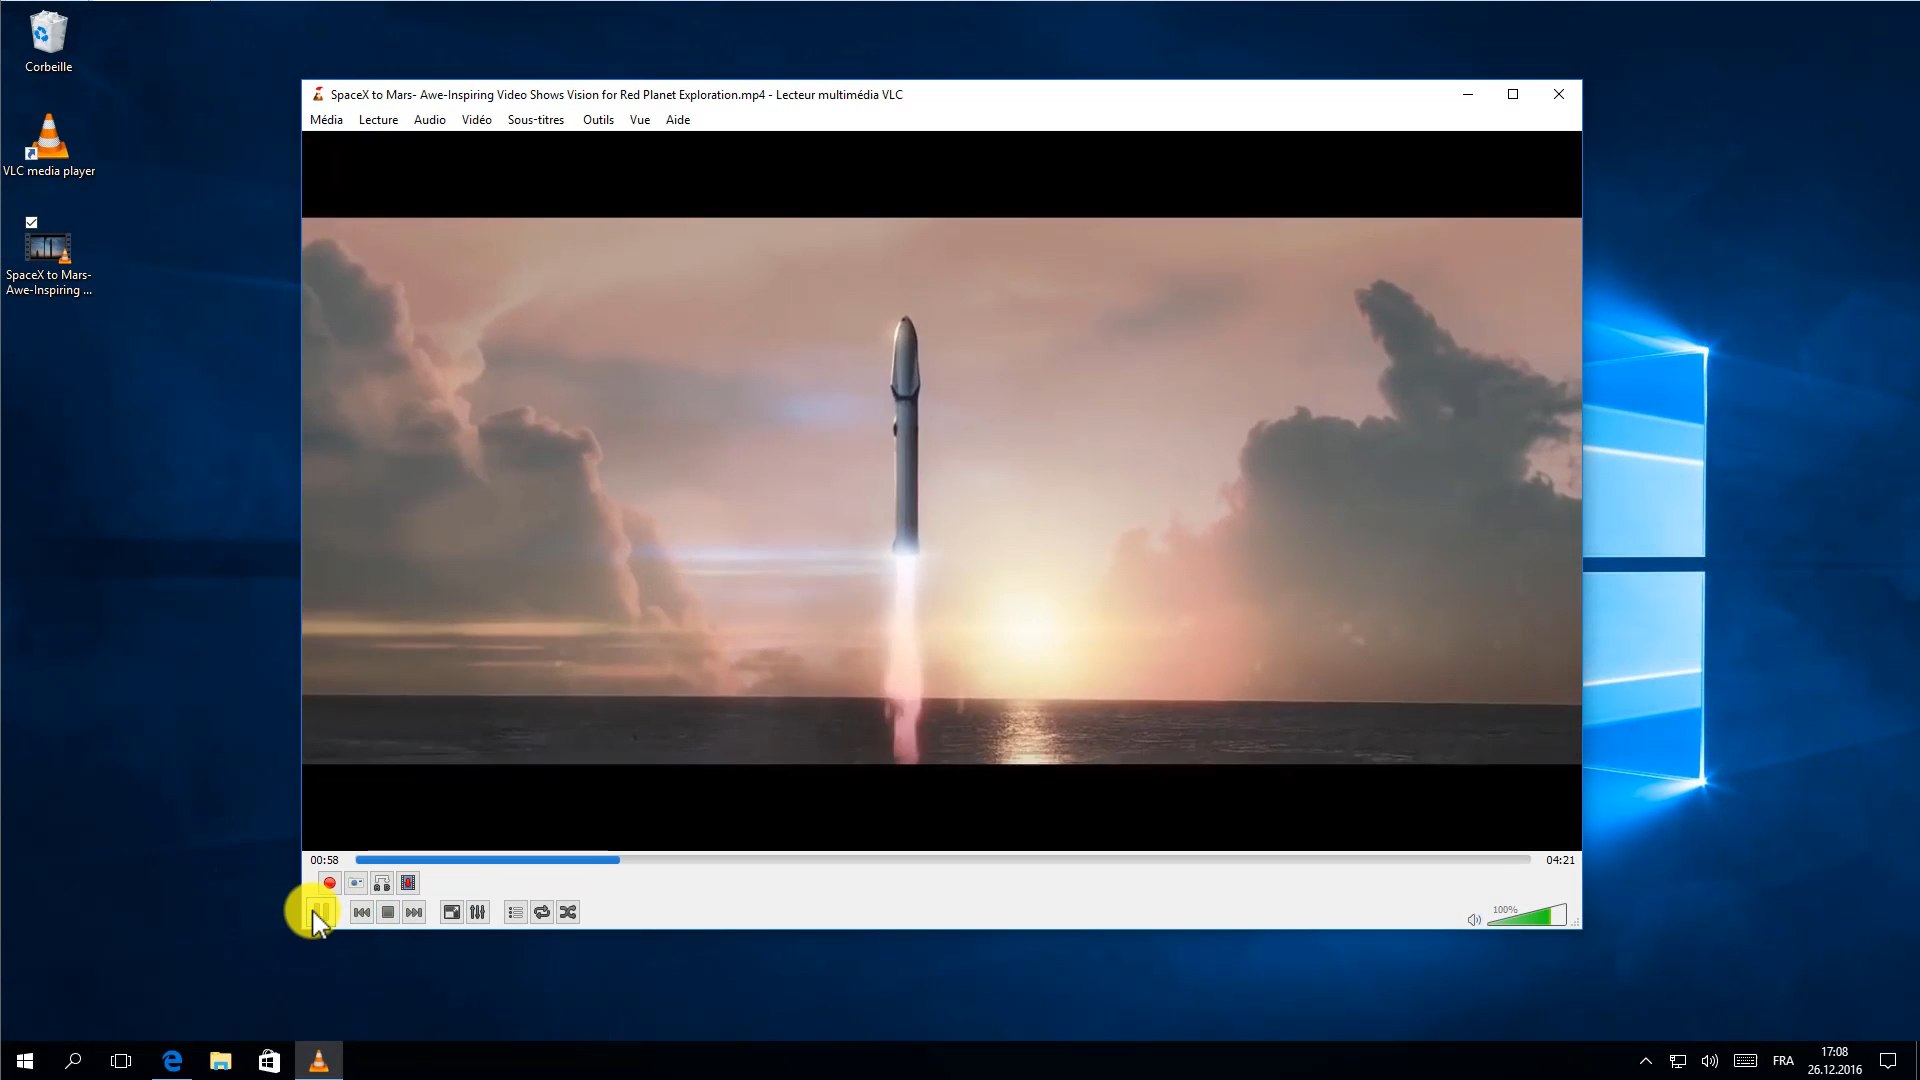 Corbeille
VLC media player
SpaceX to Mars-
Awe-Inspiring ...
SpaceX to Mars- Awe-Inspiring Video Shows Vision for Red Planet Exploration.mp4 - Lecteur multimédia VLC
Média Lecture Audio Vidéo Sous-titres Outils Vue Aide
00:58 04:21
A B
100%
FRA
17:08
26.12.2016